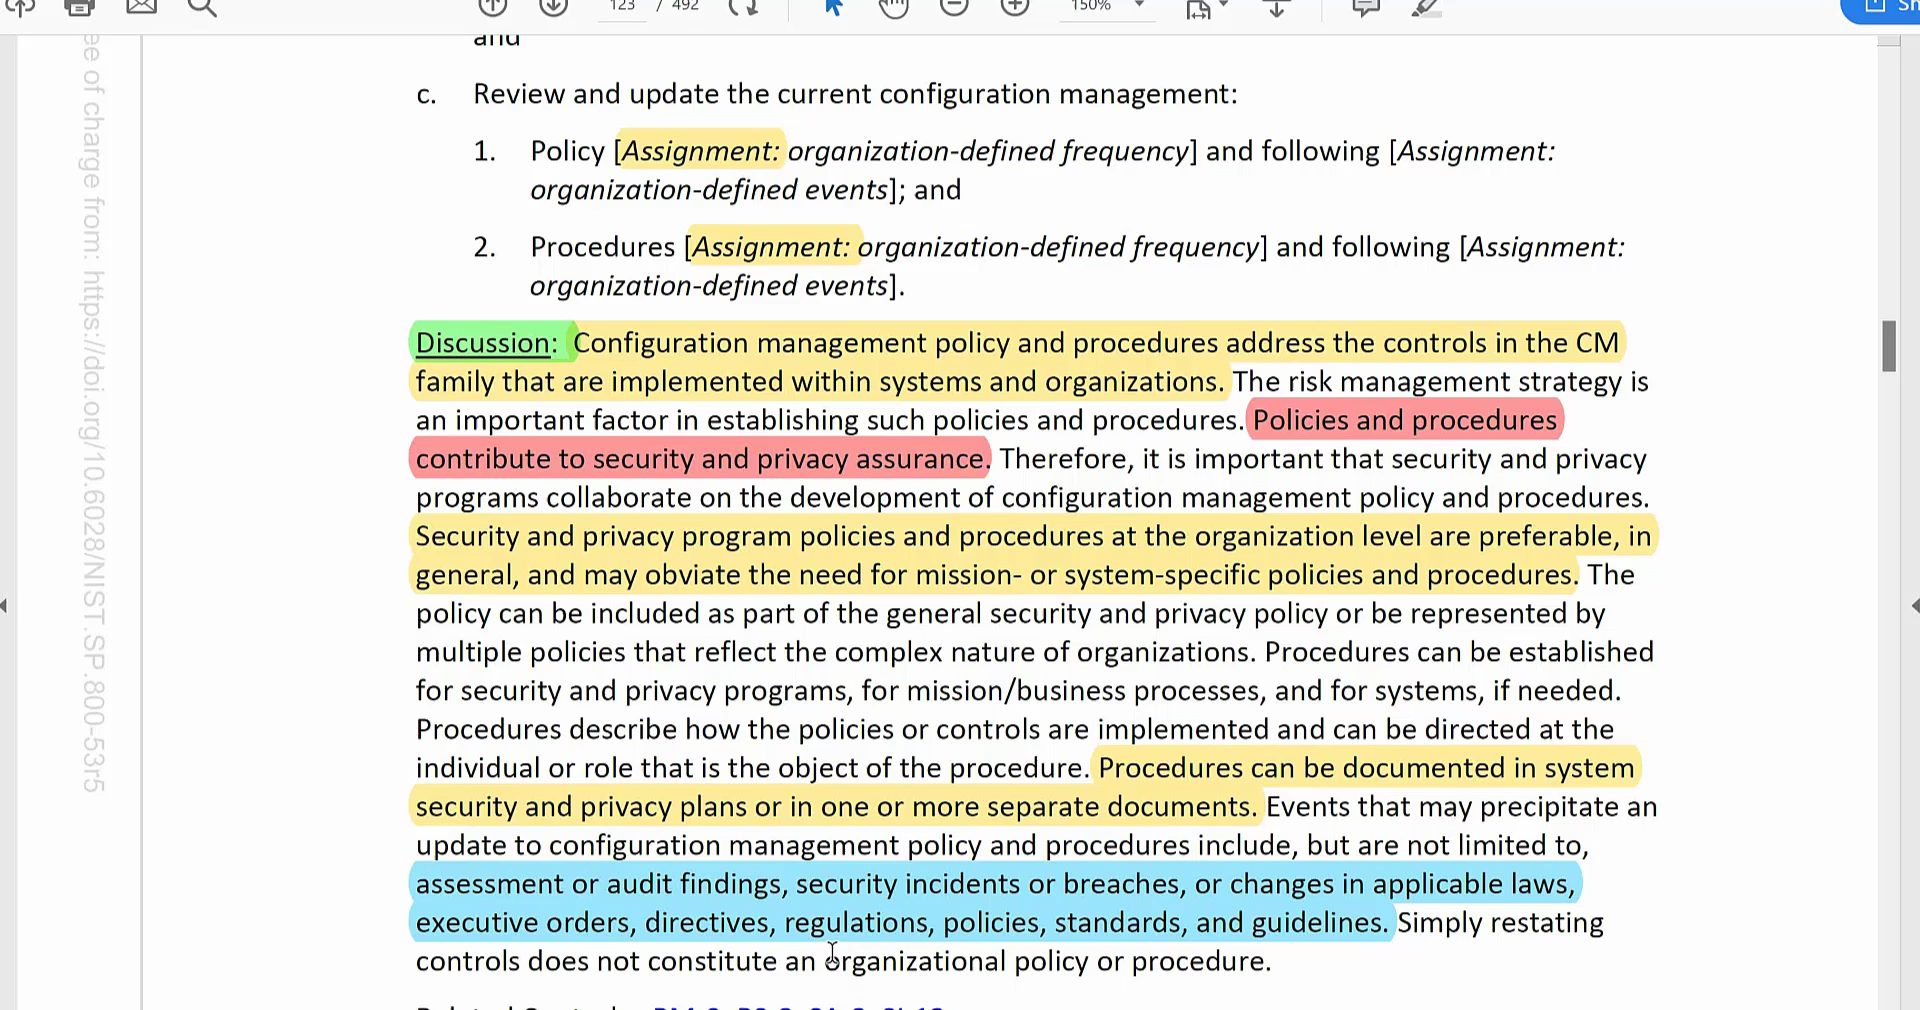 123 / 492
150%
and
c. Review and update the current configuration management:
1. Policy [Assignment: organization-defined frequency] and following [Assignment:
organization-defined events]; and
2. Procedures [Assignment: organization-defined frequency] and following [Assignment:
organization-defined events].
Discussion: Configuration management policy and procedures address the controls in the CM
family that are implemented within systems and organizations. The risk management strategy is
an important factor in establishing such policies and procedures. Policies and procedures
contribute to security and privacy assurance. Therefore, it is important that security and privacy
programs collaborate on the development of configuration management policy and procedures.
Security and privacy program policies and procedures at the organization level are preferable, in
general, and may obviate the need for mission- or system-specific policies and procedures. The
policy can be included as part of the general security and privacy policy or be represented by
multiple policies that reflect the complex nature of organizations. Procedures can be established
for security and privacy programs, for mission/business processes, and for systems, if needed.
Procedures describe how the policies or controls are implemented and can be directed at the
individual or role that is the object of the procedure. Procedures can be documented in system
security and privacy plans or in one or more separate documents. Events that may precipitate an
update to configuration management policy and procedures include, but are not limited to,
assessment or audit findings, security incidents or breaches, or changes in applicable laws,
executive orders, directives, regulations, policies, standards, and guidelines. Simply restating
controls does not constitute an organizational policy or procedure.
ee of charge from: https://doi.org/10.6028/NIST.SP.800-53r5